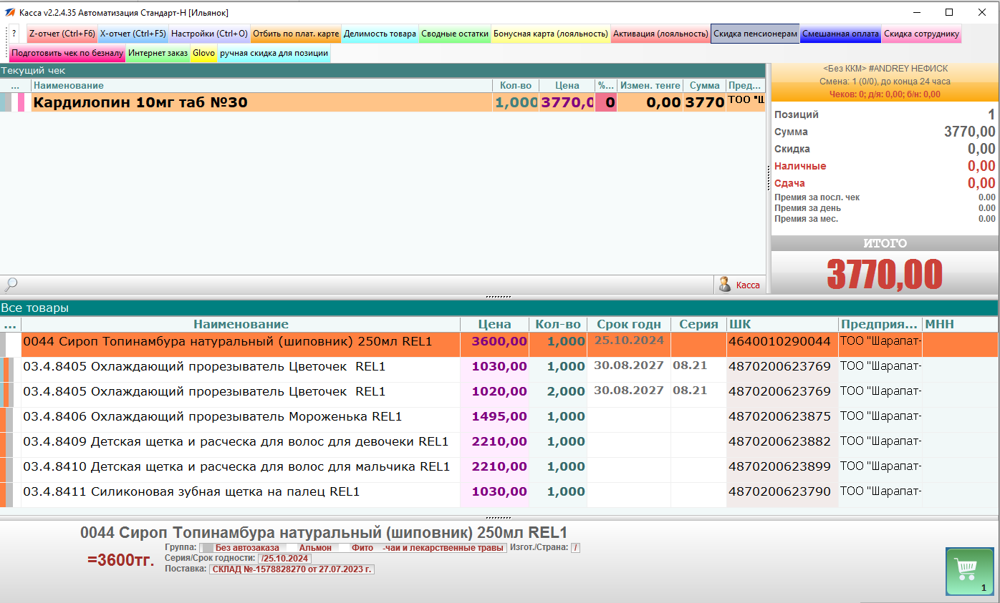 Касса v2.2.4.35 Автоматизация Стандарт-Н [Ильянок]
? Z-отчет (Ctrl+F6) X-отчет (Ctrl+F5) Настройки (Ctrl+O) Отбить по плат. карте Делимость товара Сводные остатки Бонусная карта (лояльность) Активация (лояльность) Скидка пенсионерам Смешанная оплата Скидка сотруднику
Подготовить чек по безналу Интернет заказ Glovo ручная скидка для позиции
Текущий чек
... Наименование Кол-во Цена %... Измен. тенге Сумма Пред...
Кардилопин 10мг таб №30 1,000 3770,0 0 0,00 3770 ТОО "Ш
<Без ККМ> #ANDREY НЕФИСК
Смена: 1 (0/0), до конца 24 часа
Чеков: 0; д/я: 0,00; б/н: 0,00
Позиций 1
Сумма 3770,00
Скидка 0,00
Наличные 0,00
Сдача 0,00
Премия за посл. чек 0.00
Премия за день 0.00
Премия за мес. 0.00
ИТОГО
3770,00
Касса
Все товары
... Наименование Цена Кол-во Срок годн Серия ШК Предприя... МНН
0044 Сироп Топинамбура натуральный (шиповник) 250мл REL1 3600,00 1,000 25.10.2024 4640010290044 ТОО "Шарапат-
03.4.8405 Охлаждающий прорезыватель Цветочек REL1 1030,00 1,000 30.08.2027 08.21 4870200623769 ТОО "Шарапат-
03.4.8405 Охлаждающий прорезыватель Цветочек REL1 1020,00 2,000 30.08.2027 08.21 4870200623769 ТОО "Шарапат-
03.4.8406 Охлаждающий прорезыватель Мороженька REL1 1495,00 1,000 4870200623875 ТОО "Шарапат-
03.4.8409 Детская щетка и расческа для волос для девочеки REL1 2210,00 1,000 4870200623882 ТОО "Шарапат-
03.4.8410 Детская щетка и расческа для волос для мальчика REL1 2210,00 1,000 4870200623899 ТОО "Шарапат-
03.4.8411 Силиконовая зубная щетка на палец REL1 1030,00 1,000 4870200623790 ТОО "Шарапат-
0044 Сироп Топинамбура натуральный (шиповник) 250мл REL1
=3600тг.
Группа: Без автозаказа Альмон Фито -чаи и лекарственные травы Изгот./Страна: /
Серия/Срок годности: /25.10.2024
Поставка: СКЛАД №-1578828270 от 27.07.2023 г.
1